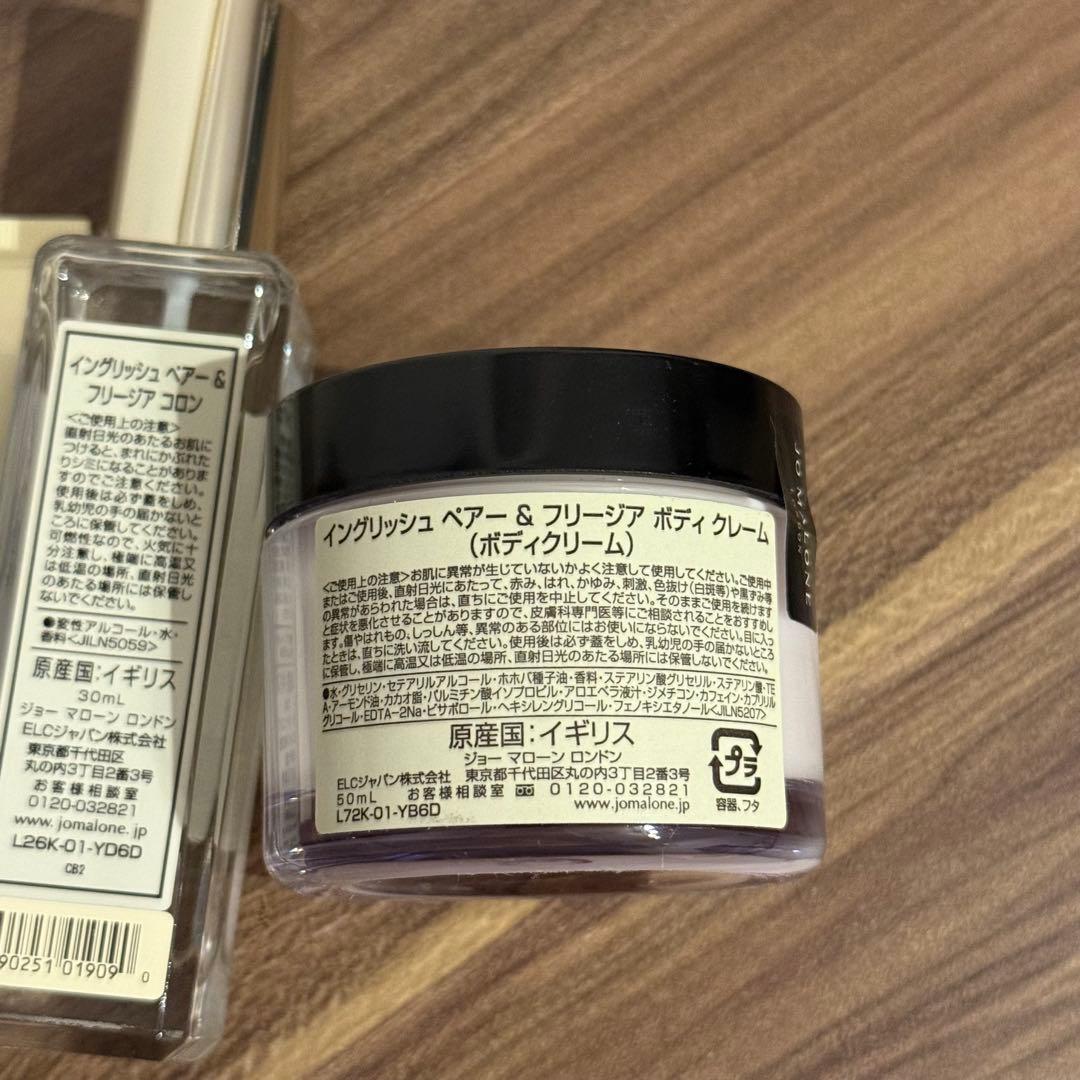 イングリッシュ ペアー &
フリージア コロン
<ご使用上の注意>
直射日光のあたるお肌に
つけると、まれにかぶれた
りシミになることがありま
すのでご注意ください。
使用後は必ず蓋をしめ、
乳幼児の手の届かないと
ころに保管してください。
可燃性なので、火気に十
分注意し、極端に高温又
は低温の場所、直射日光
のあたる場所には保管し
ないでください。
●変性アルコール・水・
香料<JILN5059>
原産国:イギリス
30mL
ジョー マローン ロンドン
ELCジャパン株式会社
東京都千代田区
丸の内3丁目2番3号
お客様相談室
0120-032821
www.jomalone.jp
L26K-01-YD6D
CB2
90251 01909 0
イングリッシュ ペアー & フリージア ボディ クレーム
(ボディクリーム)
<ご使用上の注意>お肌に異常が生じていないかよく注意して使用してください。ご使用中
またはご使用後、直射日光にあたって、赤み、はれ、かゆみ、刺激、色抜け(白斑等)や黒ずみ等
の異常があらわれた場合は、直ちにご使用を中止してください。そのままご使用を続けます
と症状を悪化させることがありますので、皮膚科専門医等にご相談されることをおすすめし
ます。傷やはれもの、しっしん等、異常のある部位にはお使いにならないでください。目に入っ
たときは、直ちに洗い流してください。使用後は必ず蓋をしめ、乳幼児の手の届かないところ
に保管し、極端に高温又は低温の場所、直射日光のあたる場所には保管しないでください。
●水・グリセリン・セテアリルアルコール・ホホバ種子油・香料・ステアリン酸グリセリル・ステアリン酸・TE
A・アーモンド油・カカオ脂・パルミチン酸イソプロピル・アロエベラ液汁・ジメチコン・カフェイン・カプリリル
グリコール・EDTA-2Na・ビサボロール・ヘキシレングリコール・フェノキシエタノール<JILN5207>
原産国:イギリス
ジョー マローン ロンドン
ELCジャパン株式会社 東京都千代田区丸の内3丁目2番3号
50mL お客様相談室 0120-032821
L72K-01-YB6D www.jomalone.jp
プラ
容器、フタ
JO MALONE
LONDON